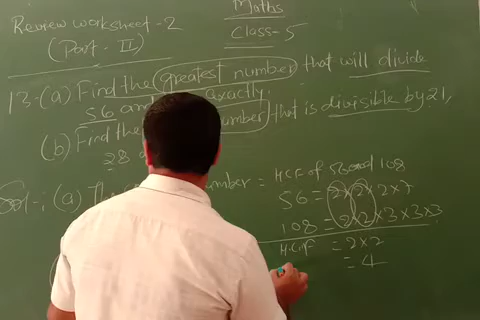 Maths
Review Worksheet-2
Class-5
(Part-II)
13-(a) Find the greatest number that will divide
56 and exactly.
(b) Find the number that is divisible by 21,
28
Sol-: (a) The number = HCF of 56 and 108
56 = 2×2×2×7
108 = 2×2×3×3×3
H.C.F = 2×2
= 4